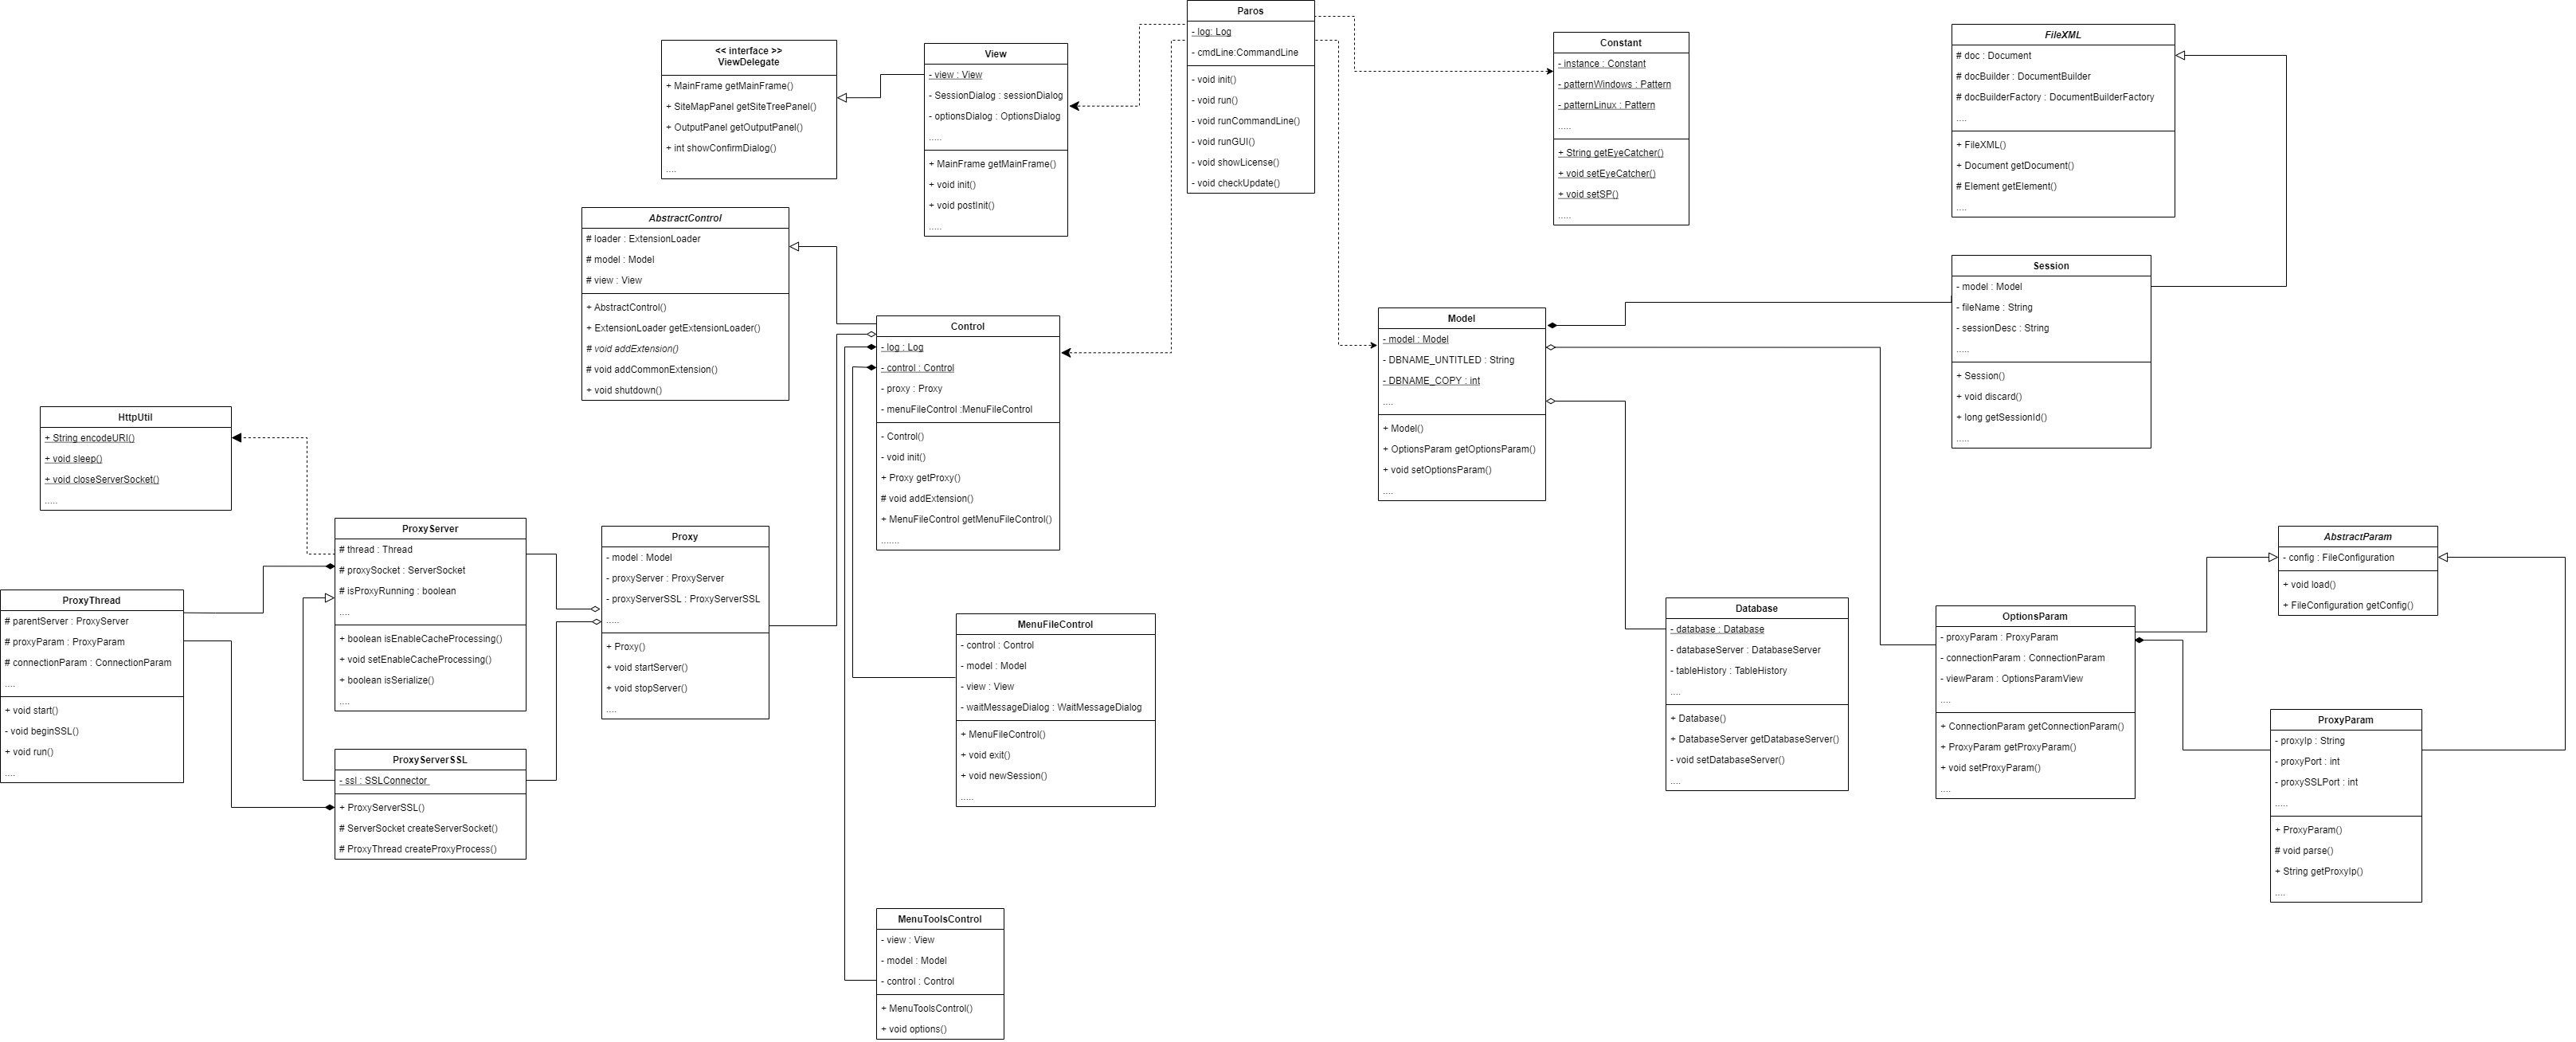 Paros
- log: Log
- cmdLine:CommandLine
- void init()
- void run()
- void runCommandLine()
- void runGUI()
- void showLicense()
- void checkUpdate()
<< interface >>
ViewDelegate
+ MainFrame getMainFrame()
+ SiteMapPanel getSiteTreePanel()
+ OutputPanel getOutputPanel()
+ int showConfirmDialog()
....
View
- view : View
- SessionDialog : sessionDialog
- optionsDialog : OptionsDialog
.....
+ MainFrame getMainFrame()
+ void init()
+ void postInit()
.....
Constant
- instance : Constant
- patternWindows : Pattern
- patternLinux : Pattern
.....
+ String getEyeCatcher()
+ void setEyeCatcher()
+ void setSP()
.....
FileXML
# doc : Document
# docBuilder : DocumentBuilder
# docBuilderFactory : DocumentBuilderFactory
....
+ FileXML()
+ Document getDocument()
# Element getElement()
....
AbstractControl
# loader : ExtensionLoader
# model : Model
# view : View
+ AbstractControl()
+ ExtensionLoader getExtensionLoader()
# void addExtension()
# void addCommonExtension()
+ void shutdown()
Session
- model : Model
- fileName : String
- sessionDesc : String
.....
+ Session()
+ void discard()
+ long getSessionId()
.....
Control
- log : Log
- control : Control
- proxy : Proxy
- menuFileControl :MenuFileControl
- Control()
- void init()
+ Proxy getProxy()
# void addExtension()
+ MenuFileControl getMenuFileControl()
.......
Model
- model : Model
- DBNAME_UNTITLED : String
- DBNAME_COPY : int
....
+ Model()
+ OptionsParam getOptionsParam()
+ void setOptionsParam()
....
HttpUtil
+ String encodeURI()
+ void sleep()
+ void closeServerSocket()
.....
ProxyServer
# thread : Thread
# proxySocket : ServerSocket
# isProxyRunning : boolean
....
+ boolean isEnableCacheProcessing()
+ void setEnableCacheProcessing()
+ boolean isSerialize()
....
Proxy
- model : Model
- proxyServer : ProxyServer
- proxyServerSSL : ProxyServerSSL
.....
+ Proxy()
+ void startServer()
+ void stopServer()
....
AbstractParam
- config : FileConfiguration
+ void load()
+ FileConfiguration getConfig()
ProxyThread
# parentServer : ProxyServer
# proxyParam : ProxyParam
# connectionParam : ConnectionParam
....
+ void start()
- void beginSSL()
+ void run()
....
MenuFileControl
- control : Control
- model : Model
- view : View
- waitMessageDialog : WaitMessageDialog
+ MenuFileControl()
+ void exit()
+ void newSession()
.....
Database
- database : Database
- databaseServer : DatabaseServer
- tableHistory : TableHistory
....
+ Database()
+ DatabaseServer getDatabaseServer()
- void setDatabaseServer()
....
OptionsParam
- proxyParam : ProxyParam
- connectionParam : ConnectionParam
- viewParam : OptionsParamView
....
+ ConnectionParam getConnectionParam()
+ ProxyParam getProxyParam()
+ void setProxyParam()
....
ProxyParam
- proxyIp : String
- proxyPort : int
- proxySSLPort : int
.....
+ ProxyParam()
# void parse()
+ String getProxyIp()
....
ProxyServerSSL
- ssl : SSLConnector
+ ProxyServerSSL()
# ServerSocket createServerSocket()
# ProxyThread createProxyProcess()
MenuToolsControl
- view : View
- model : Model
- control : Control
+ MenuToolsControl()
+ void options()